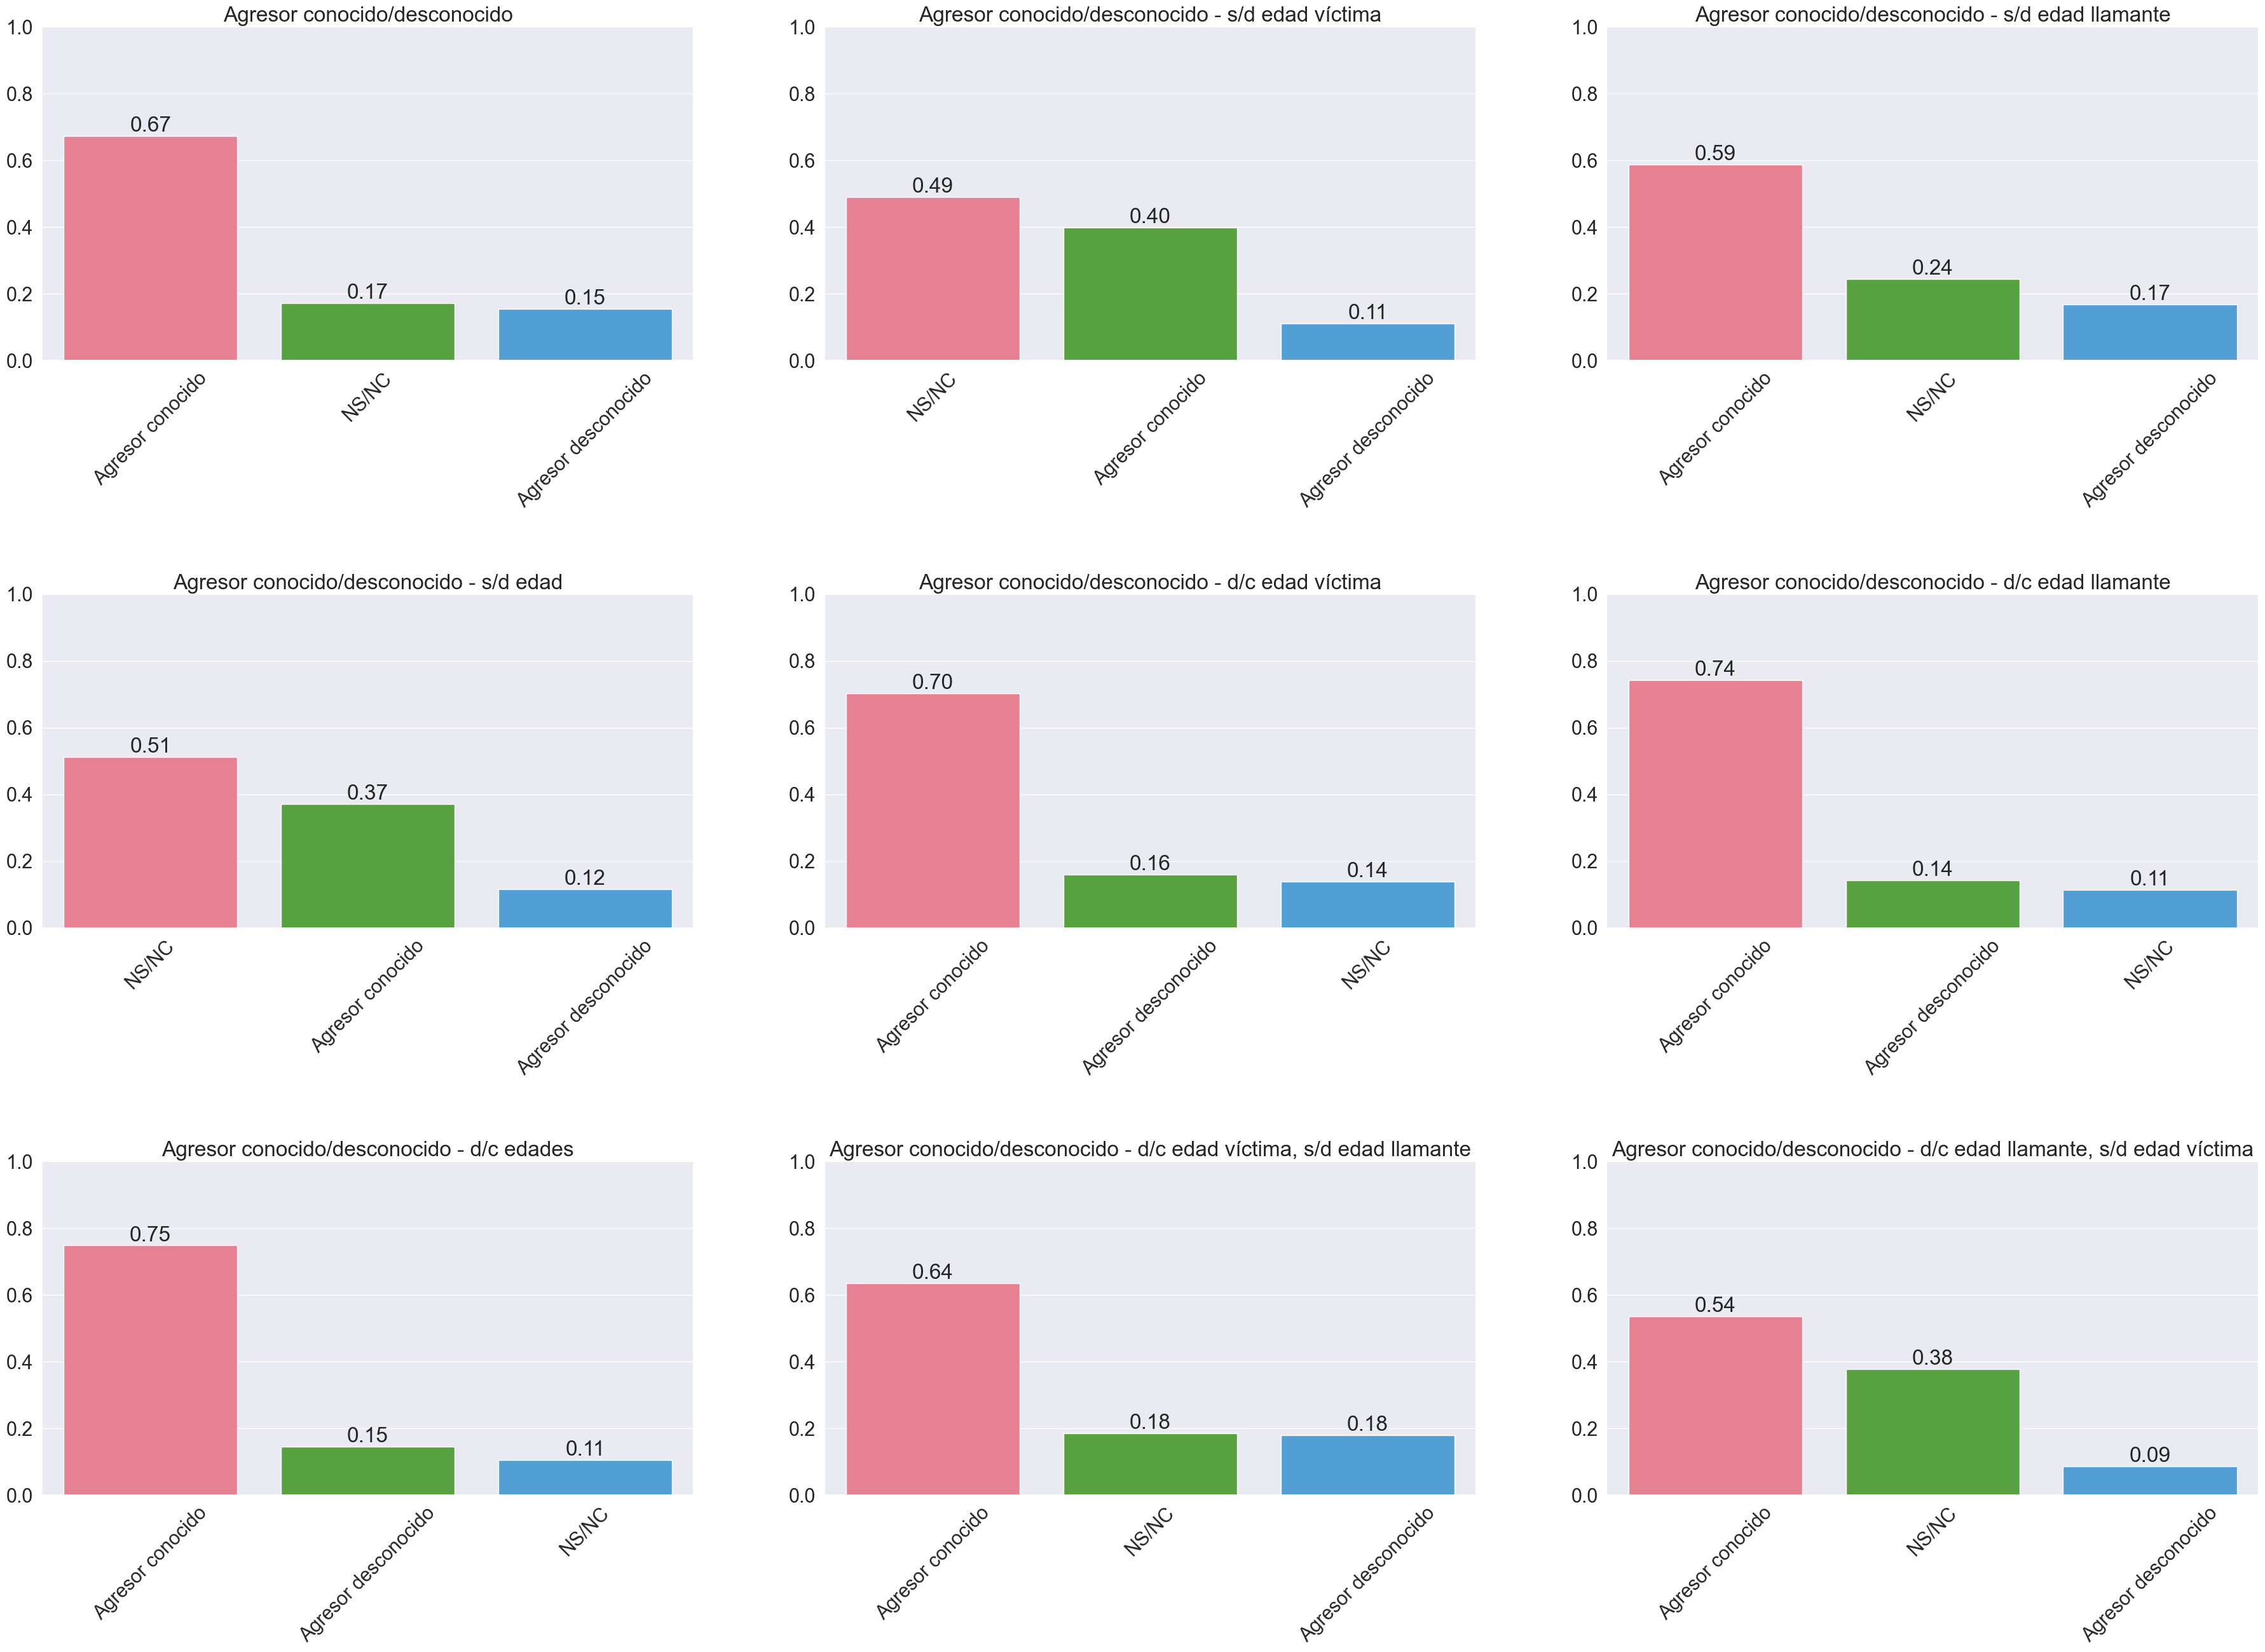 Agresor conocido/desconocido
1.0
0.8
0.6
0.4
0.2
0.0
0.67
0.17
0.15
Agresor conocido
NS/NC
Agresor desconocido
Agresor conocido/desconocido - s/d edad víctima
1.0
0.8
0.6
0.4
0.2
0.0
0.49
0.40
0.11
NS/NC
Agresor conocido
Agresor desconocido
Agresor conocido/desconocido - s/d edad llamante
1.0
0.8
0.6
0.4
0.2
0.0
0.59
0.24
0.17
Agresor conocido
NS/NC
Agresor desconocido
Agresor conocido/desconocido - s/d edad
1.0
0.8
0.6
0.4
0.2
0.0
0.51
0.37
0.12
NS/NC
Agresor conocido
Agresor desconocido
Agresor conocido/desconocido - d/c edad víctima
1.0
0.8
0.6
0.4
0.2
0.0
0.70
0.16
0.14
Agresor conocido
Agresor desconocido
NS/NC
Agresor conocido/desconocido - d/c edad llamante
1.0
0.8
0.6
0.4
0.2
0.0
0.74
0.14
0.11
Agresor conocido
Agresor desconocido
NS/NC
Agresor conocido/desconocido - d/c edades
1.0
0.8
0.6
0.4
0.2
0.0
0.75
0.15
0.11
Agresor conocido
Agresor desconocido
NS/NC
Agresor conocido/desconocido - d/c edad víctima, s/d edad llamante
1.0
0.8
0.6
0.4
0.2
0.0
0.64
0.18
0.18
Agresor conocido
NS/NC
Agresor desconocido
Agresor conocido/desconocido - d/c edad llamante, s/d edad víctima
1.0
0.8
0.6
0.4
0.2
0.0
0.54
0.38
0.09
Agresor conocido
NS/NC
Agresor desconocido